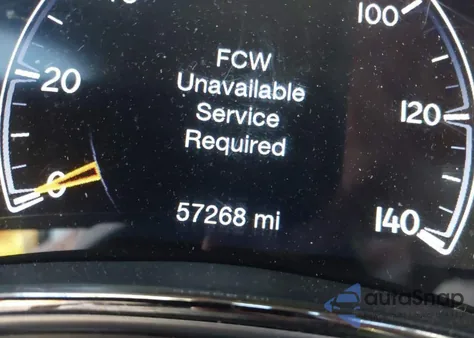 100
20
FCW
Unavailable
Service
Required
120
0
57268 mi
140
autoSnap